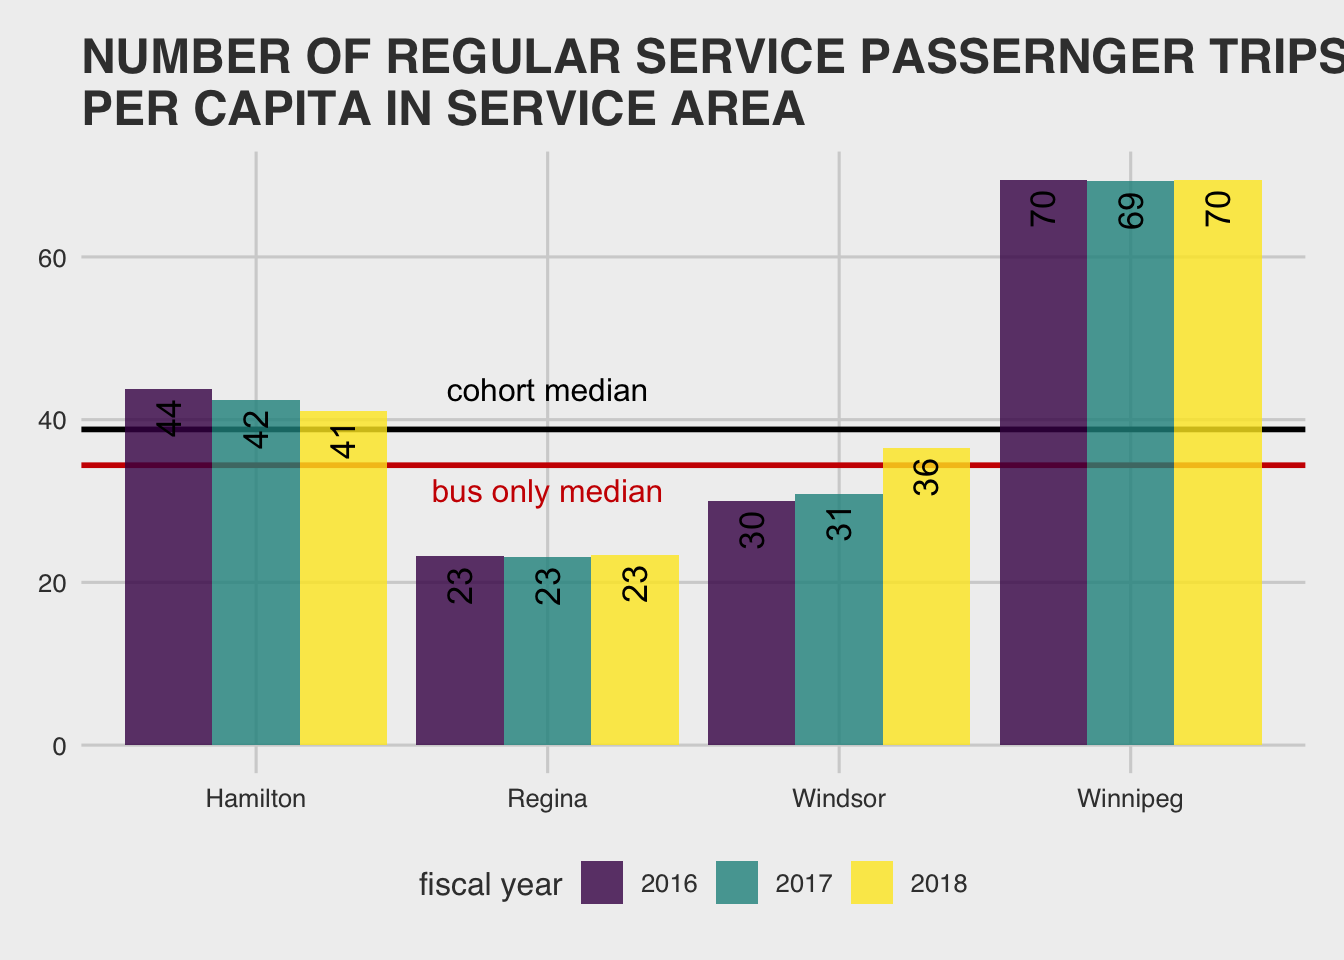 NUMBER OF REGULAR SERVICE PASSERNGER TRIPS
PER CAPITA IN SERVICE AREA
60
40
20
0
cohort median
bus only median
44
42
41
23
23
23
30
31
36
70
69
70
Hamilton
Regina
Windsor
Winnipeg
fiscal year
2016
2017
2018